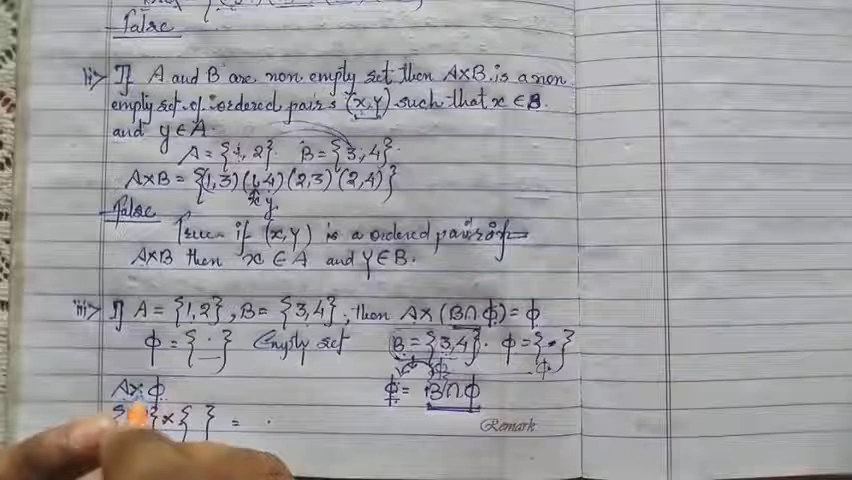 False
ii> If A and B are non empty set then A×B is a non
empty set of ordered pairs (x,y) such that x ∈ B
and y ∈ A.
A = {1, 2} B = {3, 4}
A×B = {(1,3) (1,4) (2,3) (2,4)}
x y
False
True - if (x,y) is a ordered pairs of
A×B then x ∈ A and y ∈ B.
iii> If A = {1,2}, B = {3,4}, then A× (B∩ϕ) = ϕ
ϕ = { } Empty set B = {3,4}. ϕ = { }
A×ϕ ϕ = B∩ϕ
} × { } =
Remark